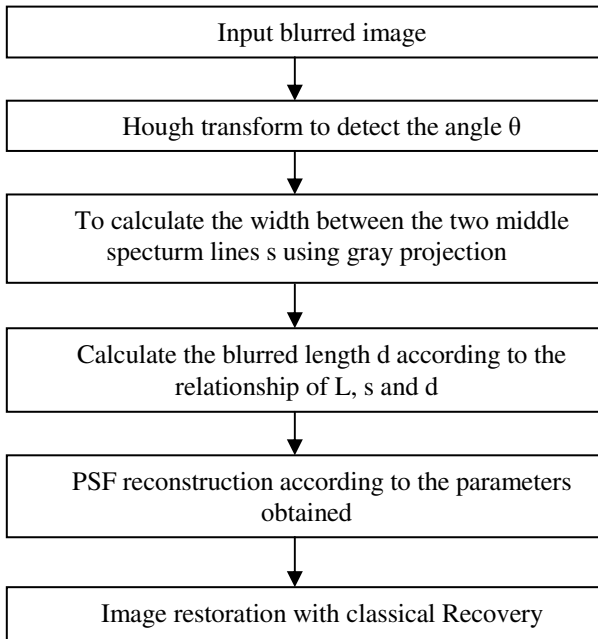 Input blurred image
Hough transform to detect the angle θ
To calculate the width between the two middle
specturm lines s using gray projection
Calculate the blurred length d according to the
relationship of L, s and d
PSF reconstruction according to the parameters
obtained
Image restoration with classical Recovery